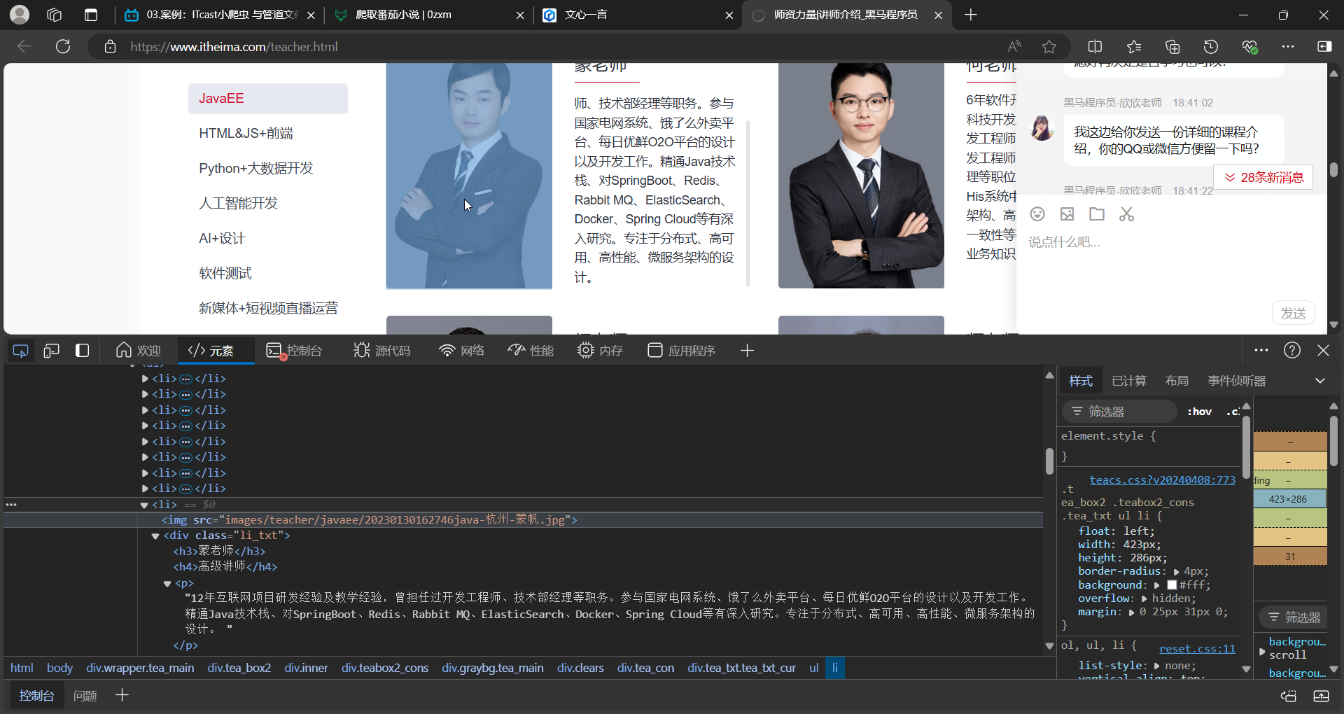 03.案例：ITcast小爬虫 与管道文件
爬取番茄小说 | 0zxm
文心一言
师资力量|讲师介绍_黑马程序员
https://www.itheima.com/teacher.html
JavaEE
HTML&JS+前端
Python+大数据开发
人工智能开发
AI+设计
软件测试
新媒体+短视频直播运营
蒙老师
师、技术部经理等职务。参与
国家电网系统、饿了么外卖平
台、每日优鲜O2O平台的设计
以及开发工作。精通Java技术
栈、对SpringBoot、Redis、
Rabbit MQ、ElasticSearch、
Docker、Spring Cloud等有深
入研究。专注于分布式、高可
用、高性能、微服务架构的设
计。
何老师
6年软件开
科技开发
发工程师
发工程师
理等职位
His系统中
架构、高
一致性等
业务知识
黑马程序员-欣欣老师 18:41:02
我这边给你发送一份详细的课程介
绍，你的QQ或微信方便留一下吗?
28条新消息
黑马程序员-欣欣老师 18:41:22
说点什么吧...
发送
欢迎
元素
控制台
源代码
网络
性能
内存
应用程序
<li>…</li>
<li>…</li>
<li>…</li>
<li>…</li>
<li>…</li>
<li>…</li>
<li>…</li>
<li>…</li>
<li> == $0
<img src="images/teacher/javaee/20230130162746java-杭州-蒙帆.jpg">
<div class="li_txt">
<h3>蒙老师</h3>
<h4>高级讲师</h4>
<p>
"12年互联网项目研发经验及教学经验，曾担任过开发工程师、技术部经理等职务。参与国家电网系统、饿了么外卖平台、每日优鲜O2O平台的设计以及开发工作。
精通Java技术栈、对SpringBoot、Redis、Rabbit MQ、ElasticSearch、Docker、Spring Cloud等有深入研究。专注于分布式、高可用、高性能、微服务架构的
设计。 "
</p>
html body div.wrapper.tea_main div.tea_box2 div.inner div.teabox2_cons div.graybg.tea_main div.clears div.tea_con div.tea_txt.tea_txt_cur ul li
样式 已计算 布局 事件侦听器
筛选器 :hov
element.style {
}
teacs.css?v20240408:773
.t
ea_box2 .teabox2_cons
.tea_txt ul li {
float: left;
width: 423px;
height: 286px;
border-radius: 4px;
background: #fff;
overflow: hidden;
margin: 0 25px 31px 0;
}
ol, ul, li { reset.css:11
list-style: none;
vertical-align: top;
423×286
31
筛选器
backgrou...
scroll
backgrou...
控制台 问题